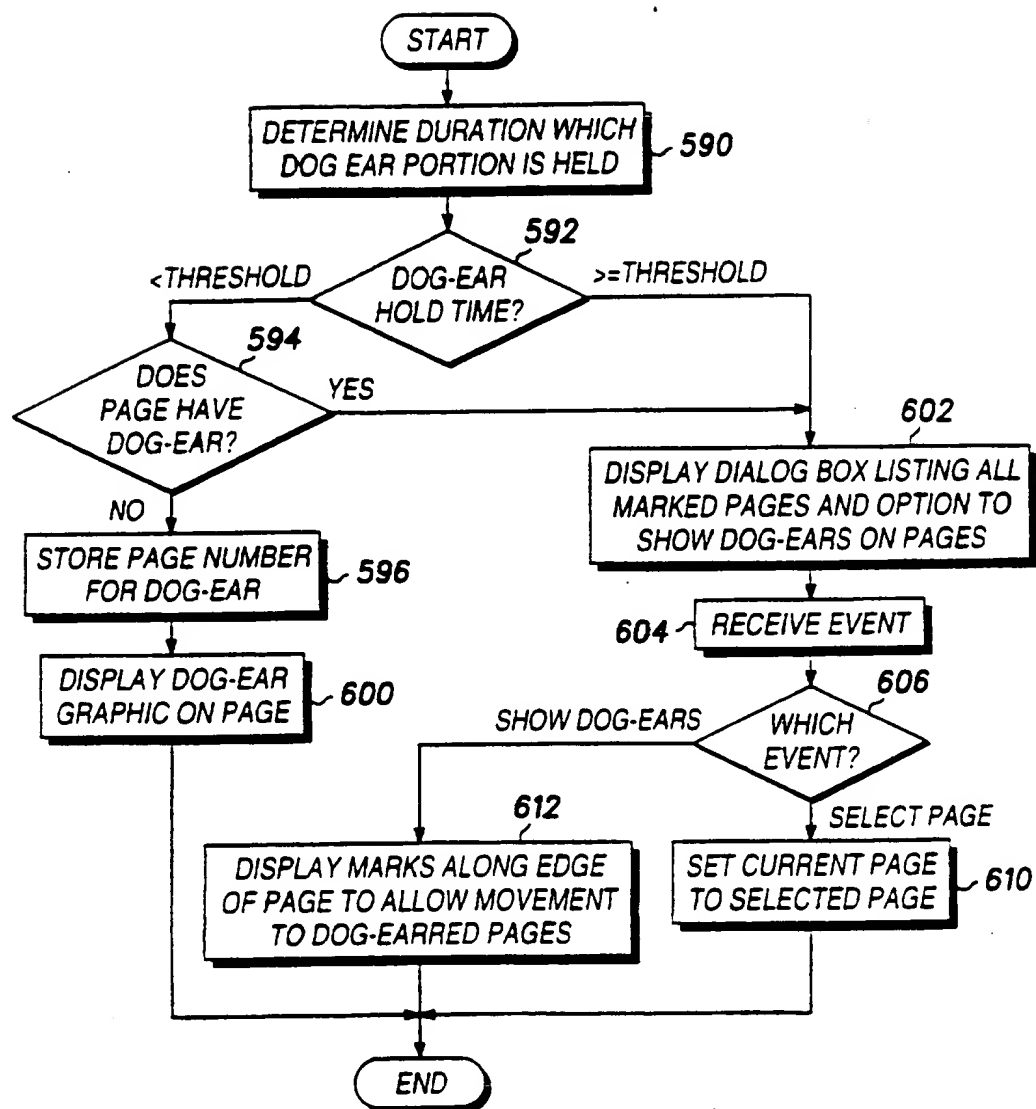 START
DETERMINE DURATION WHICH
DOG EAR PORTION IS HELD
590
592
<THRESHOLD
DOG-EAR
HOLD TIME?
>=THRESHOLD
594
DOES
PAGE HAVE
DOG-EAR?
YES
NO
602
DISPLAY DIALOG BOX LISTING ALL
MARKED PAGES AND OPTION TO
SHOW DOG-EARS ON PAGES
STORE PAGE NUMBER
FOR DOG-EAR
596
604
RECEIVE EVENT
DISPLAY DOG-EAR
GRAPHIC ON PAGE
600
606
SHOW DOG-EARS
WHICH
EVENT?
SELECT PAGE
612
DISPLAY MARKS ALONG EDGE
OF PAGE TO ALLOW MOVEMENT
TO DOG-EARRED PAGES
SET CURRENT PAGE
TO SELECTED PAGE
610
END